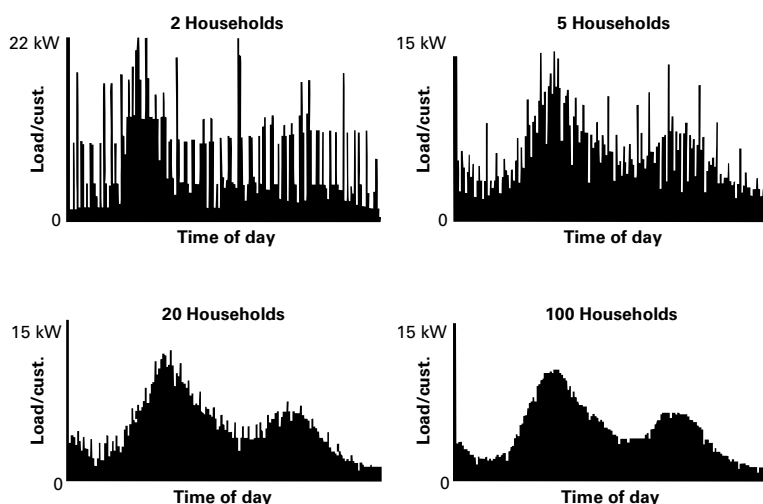 2 Households
22 kW
Load/cust.
0
Time of day
5 Households
15 kW
Load/cust.
0
Time of day
20 Households
15 kW
Load/cust.
0
Time of day
100 Households
15 kW
Load/cust.
0
Time of day